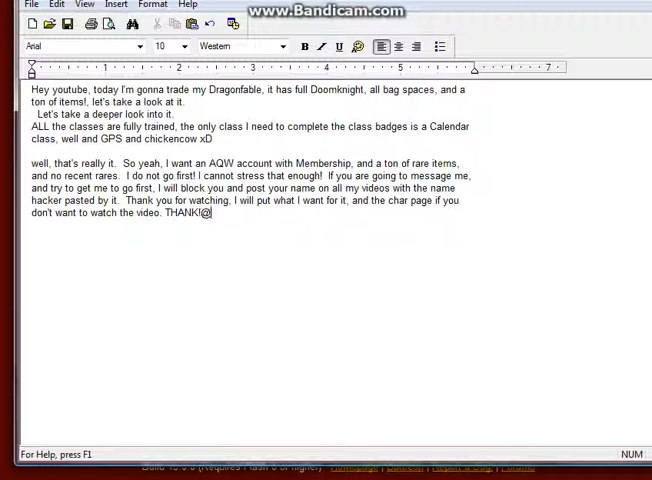 www.Bandicam.com
File Edit View Insert Format Help
Arial 10 Western B I U
1 2 3 4 5 7
Hey youtube, today I'm gonna trade my Dragonfable, it has full Doomknight, all bag spaces, and a
ton of items!, let's take a look at it.
Let's take a deeper look into it.
ALL the classes are fully trained, the only class I need to complete the class badges is a Calendar
class, well and GPS and chickencow xD
well, that's really it. So yeah, I want an AQW account with Membership, and a ton of rare items,
and no recent rares. I do not go first! I cannot stress that enough! If you are going to message me,
and try to get me to go first, I will block you and post your name on all my videos with the name
hacker pasted by it. Thank you for watching, I will put what I want for it, and the char page if you
don't want to watch the video. THANK!@
For Help, press F1 NUM